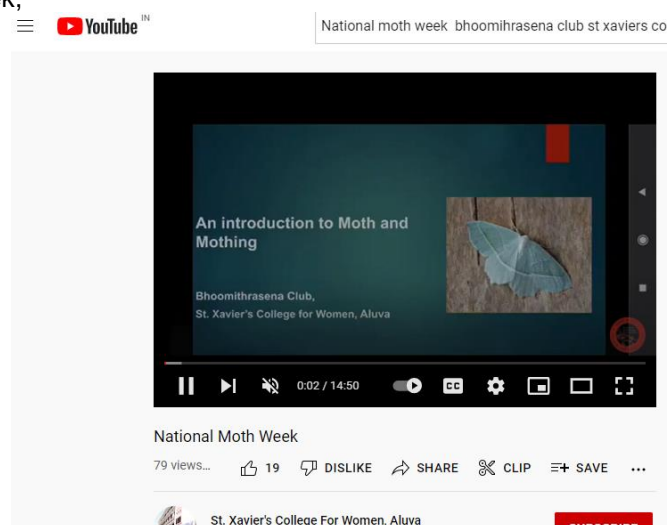 YouTube IN
National moth week bhoomihrasena club st xaviers co
An introduction to Moth and
Mothing
Bhoomithrasena Club,
St. Xavier's College for Women, Aluva
0:02 / 14:50
CC
National Moth Week
79 views...
19
DISLIKE
SHARE
CLIP
SAVE
...
St. Xavier's College For Women, Aluva